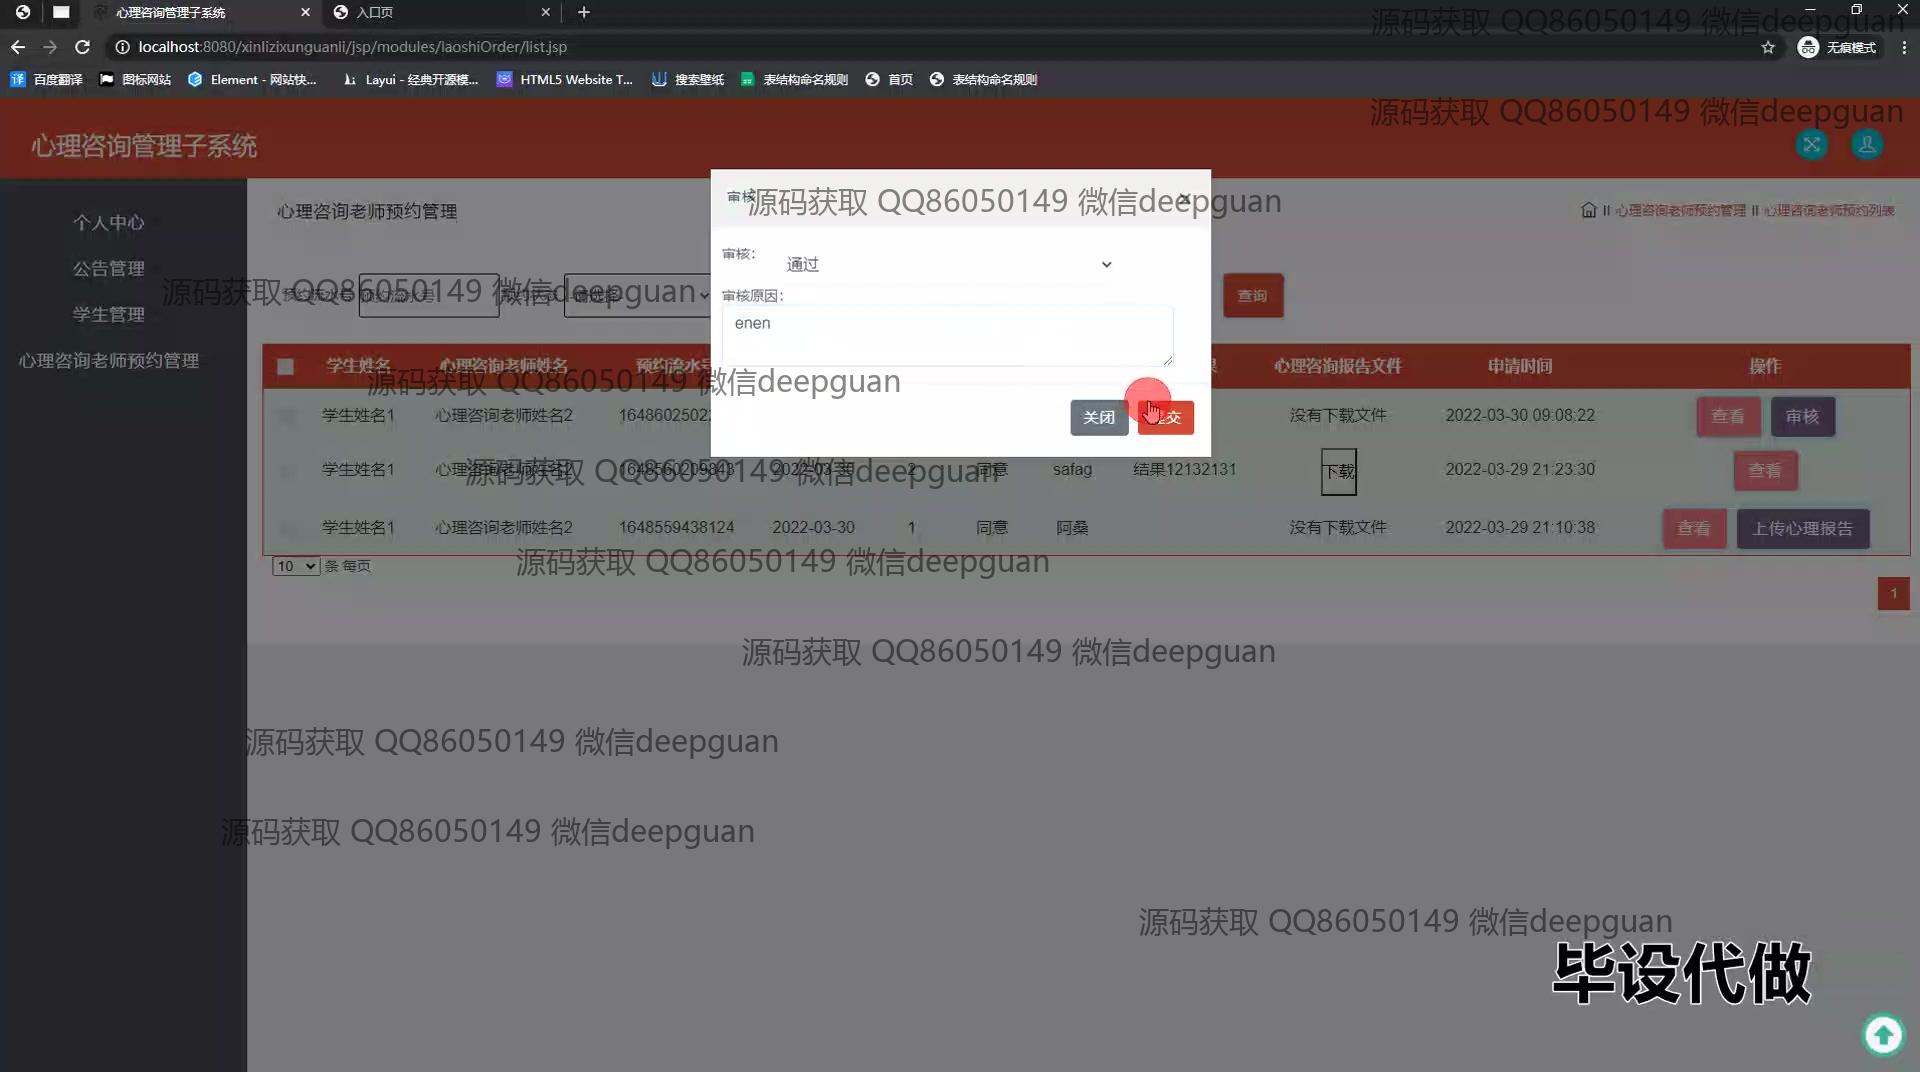 心理咨询管理子系统
入口页
localhost:8080/xinlizixunguanli/jsp/modules/laoshiOrder/list.jsp
无痕模式
百度翻译
图标网站
Element - 网站快...
Layui - 经典开源模...
HTML5 Website T...
搜索壁纸
表结构命名规则
首页
表结构命名规则
源码获取 QQ86050149 微信deepguan
源码获取 QQ86050149 微信deepguan
心理咨询管理子系统
个人中心
公告管理
学生管理
心理咨询老师预约管理
心理咨询老师预约管理
心理咨询老师预约管理 II 心理咨询老师预约列表
源码获取 QQ86050149 微信deepguan
审核:
通过
审核原因:
enen
关闭
交
源码获取 QQ86050149 微信deepguan
查询
学生姓名 心理咨询老师姓名 预约流水号 心理咨询报告文件 申请时间 操作
源码获取 QQ86050149 微信deepguan
学生姓名1 心理咨询老师姓名2 16486025022 没有下载文件 2022-03-30 09:08:22 查看 审核
学生姓名1 心理咨询老师姓名2 1648560209843 2022-03-30 2 同意 safag 结果12132131 下载 2022-03-29 21:23:30 查看
源码获取 QQ86050149 微信deepguan
学生姓名1 心理咨询老师姓名2 1648559438124 2022-03-30 1 同意 阿桑 没有下载文件 2022-03-29 21:10:38 查看 上传心理报告
10 条 每页
源码获取 QQ86050149 微信deepguan
1
源码获取 QQ86050149 微信deepguan
源码获取 QQ86050149 微信deepguan
源码获取 QQ86050149 微信deepguan
源码获取 QQ86050149 微信deepguan
毕设代做